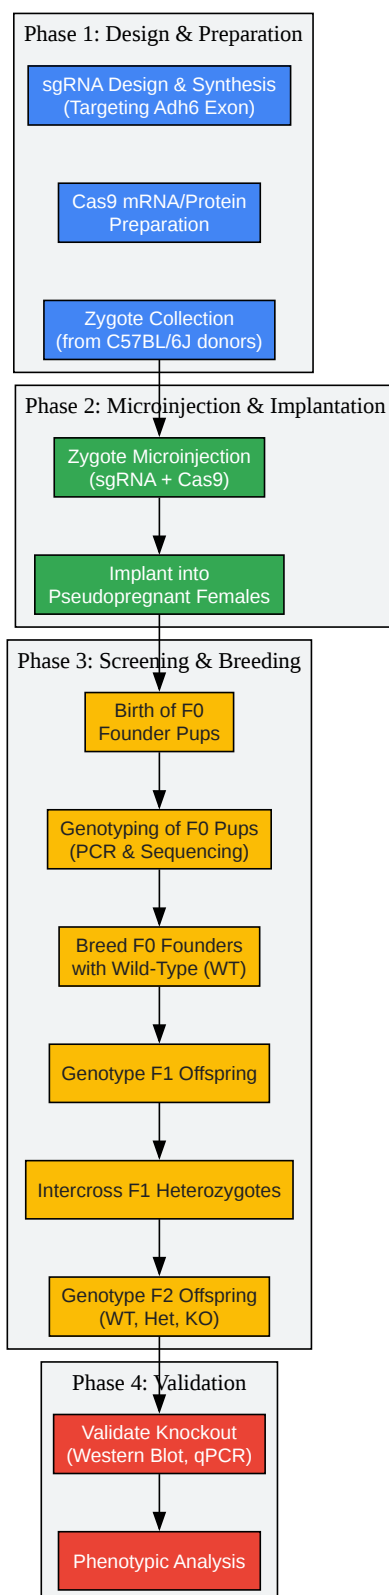 Phase 1: Design & Preparation
sgRNA Design & Synthesis
(Targeting Adh6 Exon)
Cas9 mRNA/Protein
Preparation
Zygote Collection
(from C57BL/6J donors)
Phase 2: Microinjection & Implantation
Zygote Microinjection
(sgRNA + Cas9)
Implant into
Pseudopregnant Females
Phase 3: Screening & Breeding
Birth of F0
Founder Pups
Genotyping of F0 Pups
(PCR & Sequencing)
Breed F0 Founders
with Wild-Type (WT)
Genotype F1 Offspring
Intercross F1 Heterozygotes
Genotype F2 Offspring
(WT, Het, KO)
Phase 4: Validation
Validate Knockout
(Western Blot, qPCR)
Phenotypic Analysis